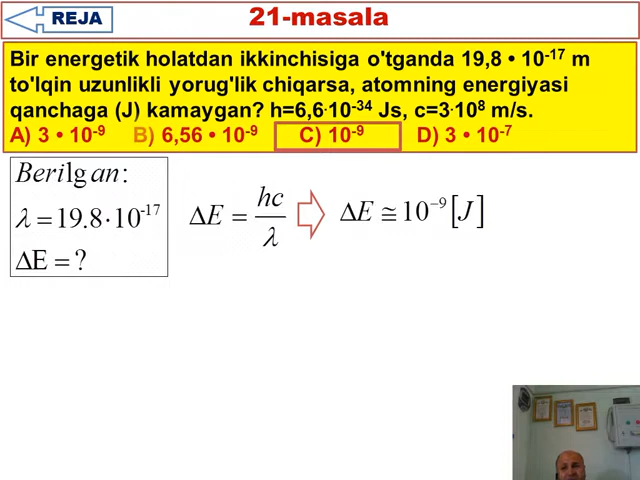 REJA
21-masala
Bir energetik holatdan ikkinchisiga o'tganda 19,8 • 10⁻¹⁷ m
to'lqin uzunlikli yorug'lik chiqarsa, atomning energiyasi
qanchaga (J) kamaygan? h=6,6·10⁻³⁴ Js, c=3·10⁸ m/s.
A) 3 • 10⁻⁹ B) 6,56 • 10⁻⁹ C) 10⁻⁹ D) 3 • 10⁻⁷
Berilgan:
λ = 19.8·10⁻¹⁷
ΔE = ?
ΔE = hc/λ
ΔE ≅ 10⁻⁹ [J]